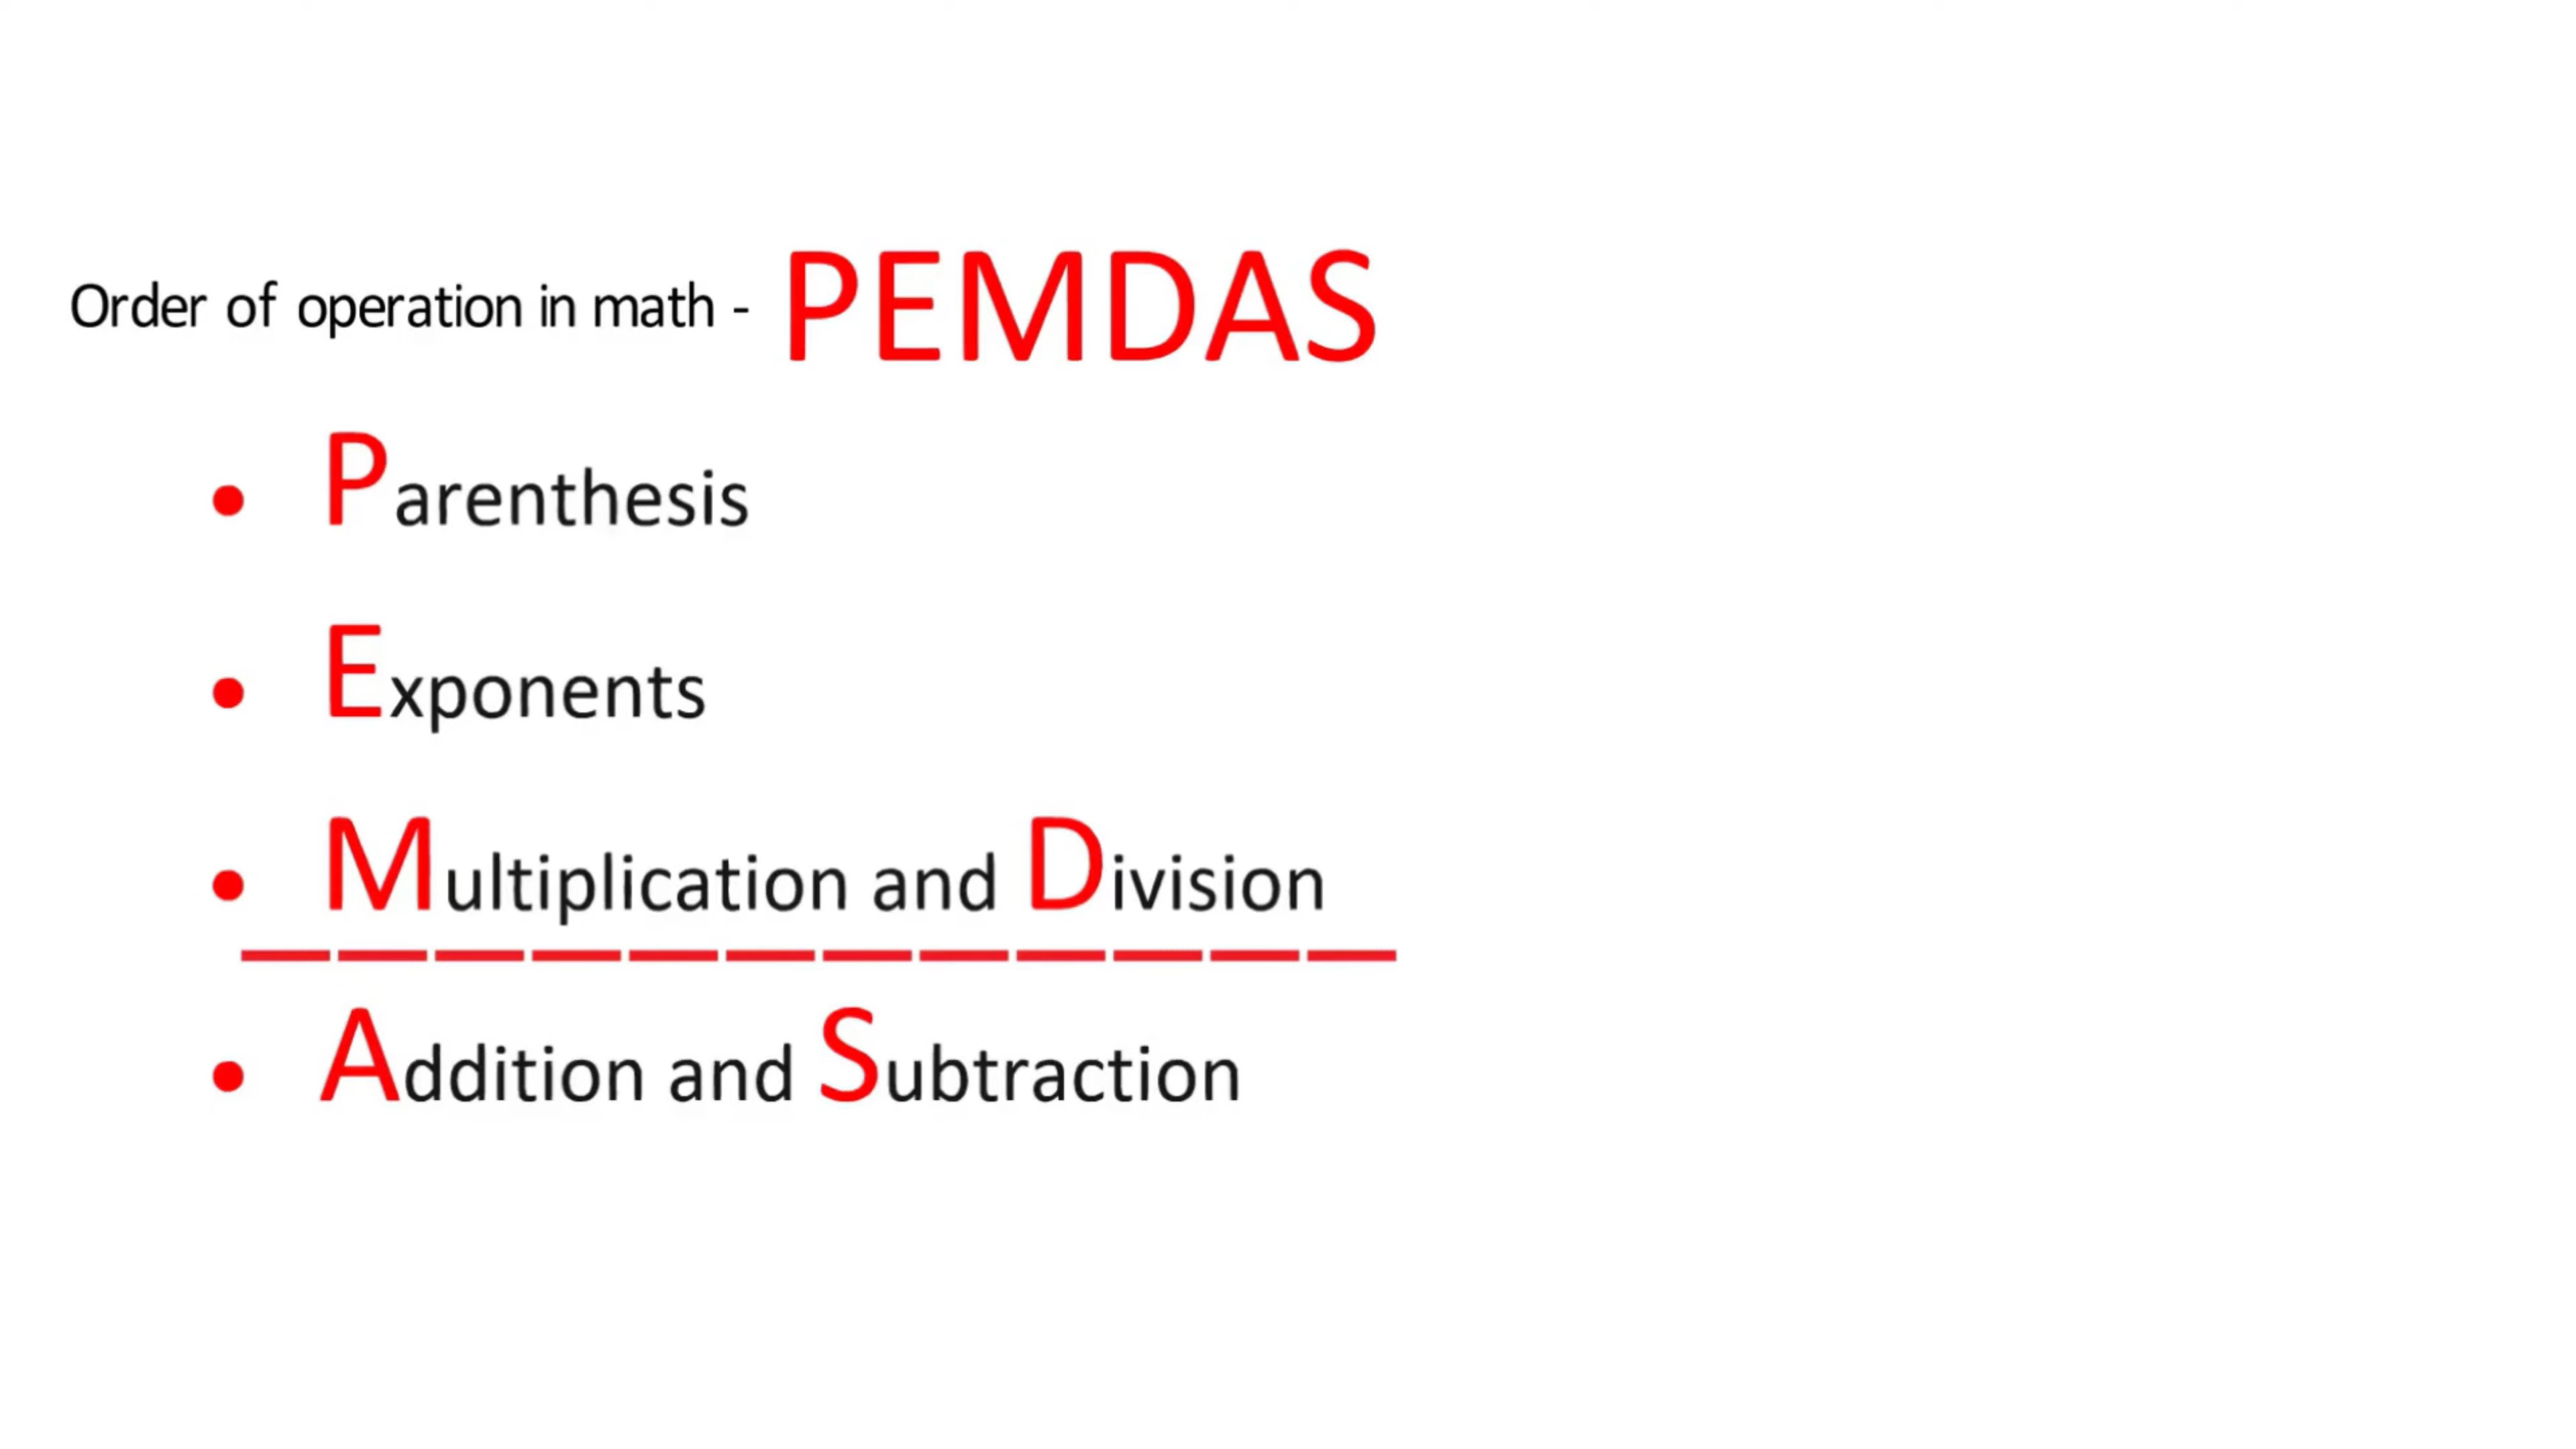 Order of operation in math - PEMDAS
• Parenthesis
• Exponents
• Multiplication and Division
• Addition and Subtraction